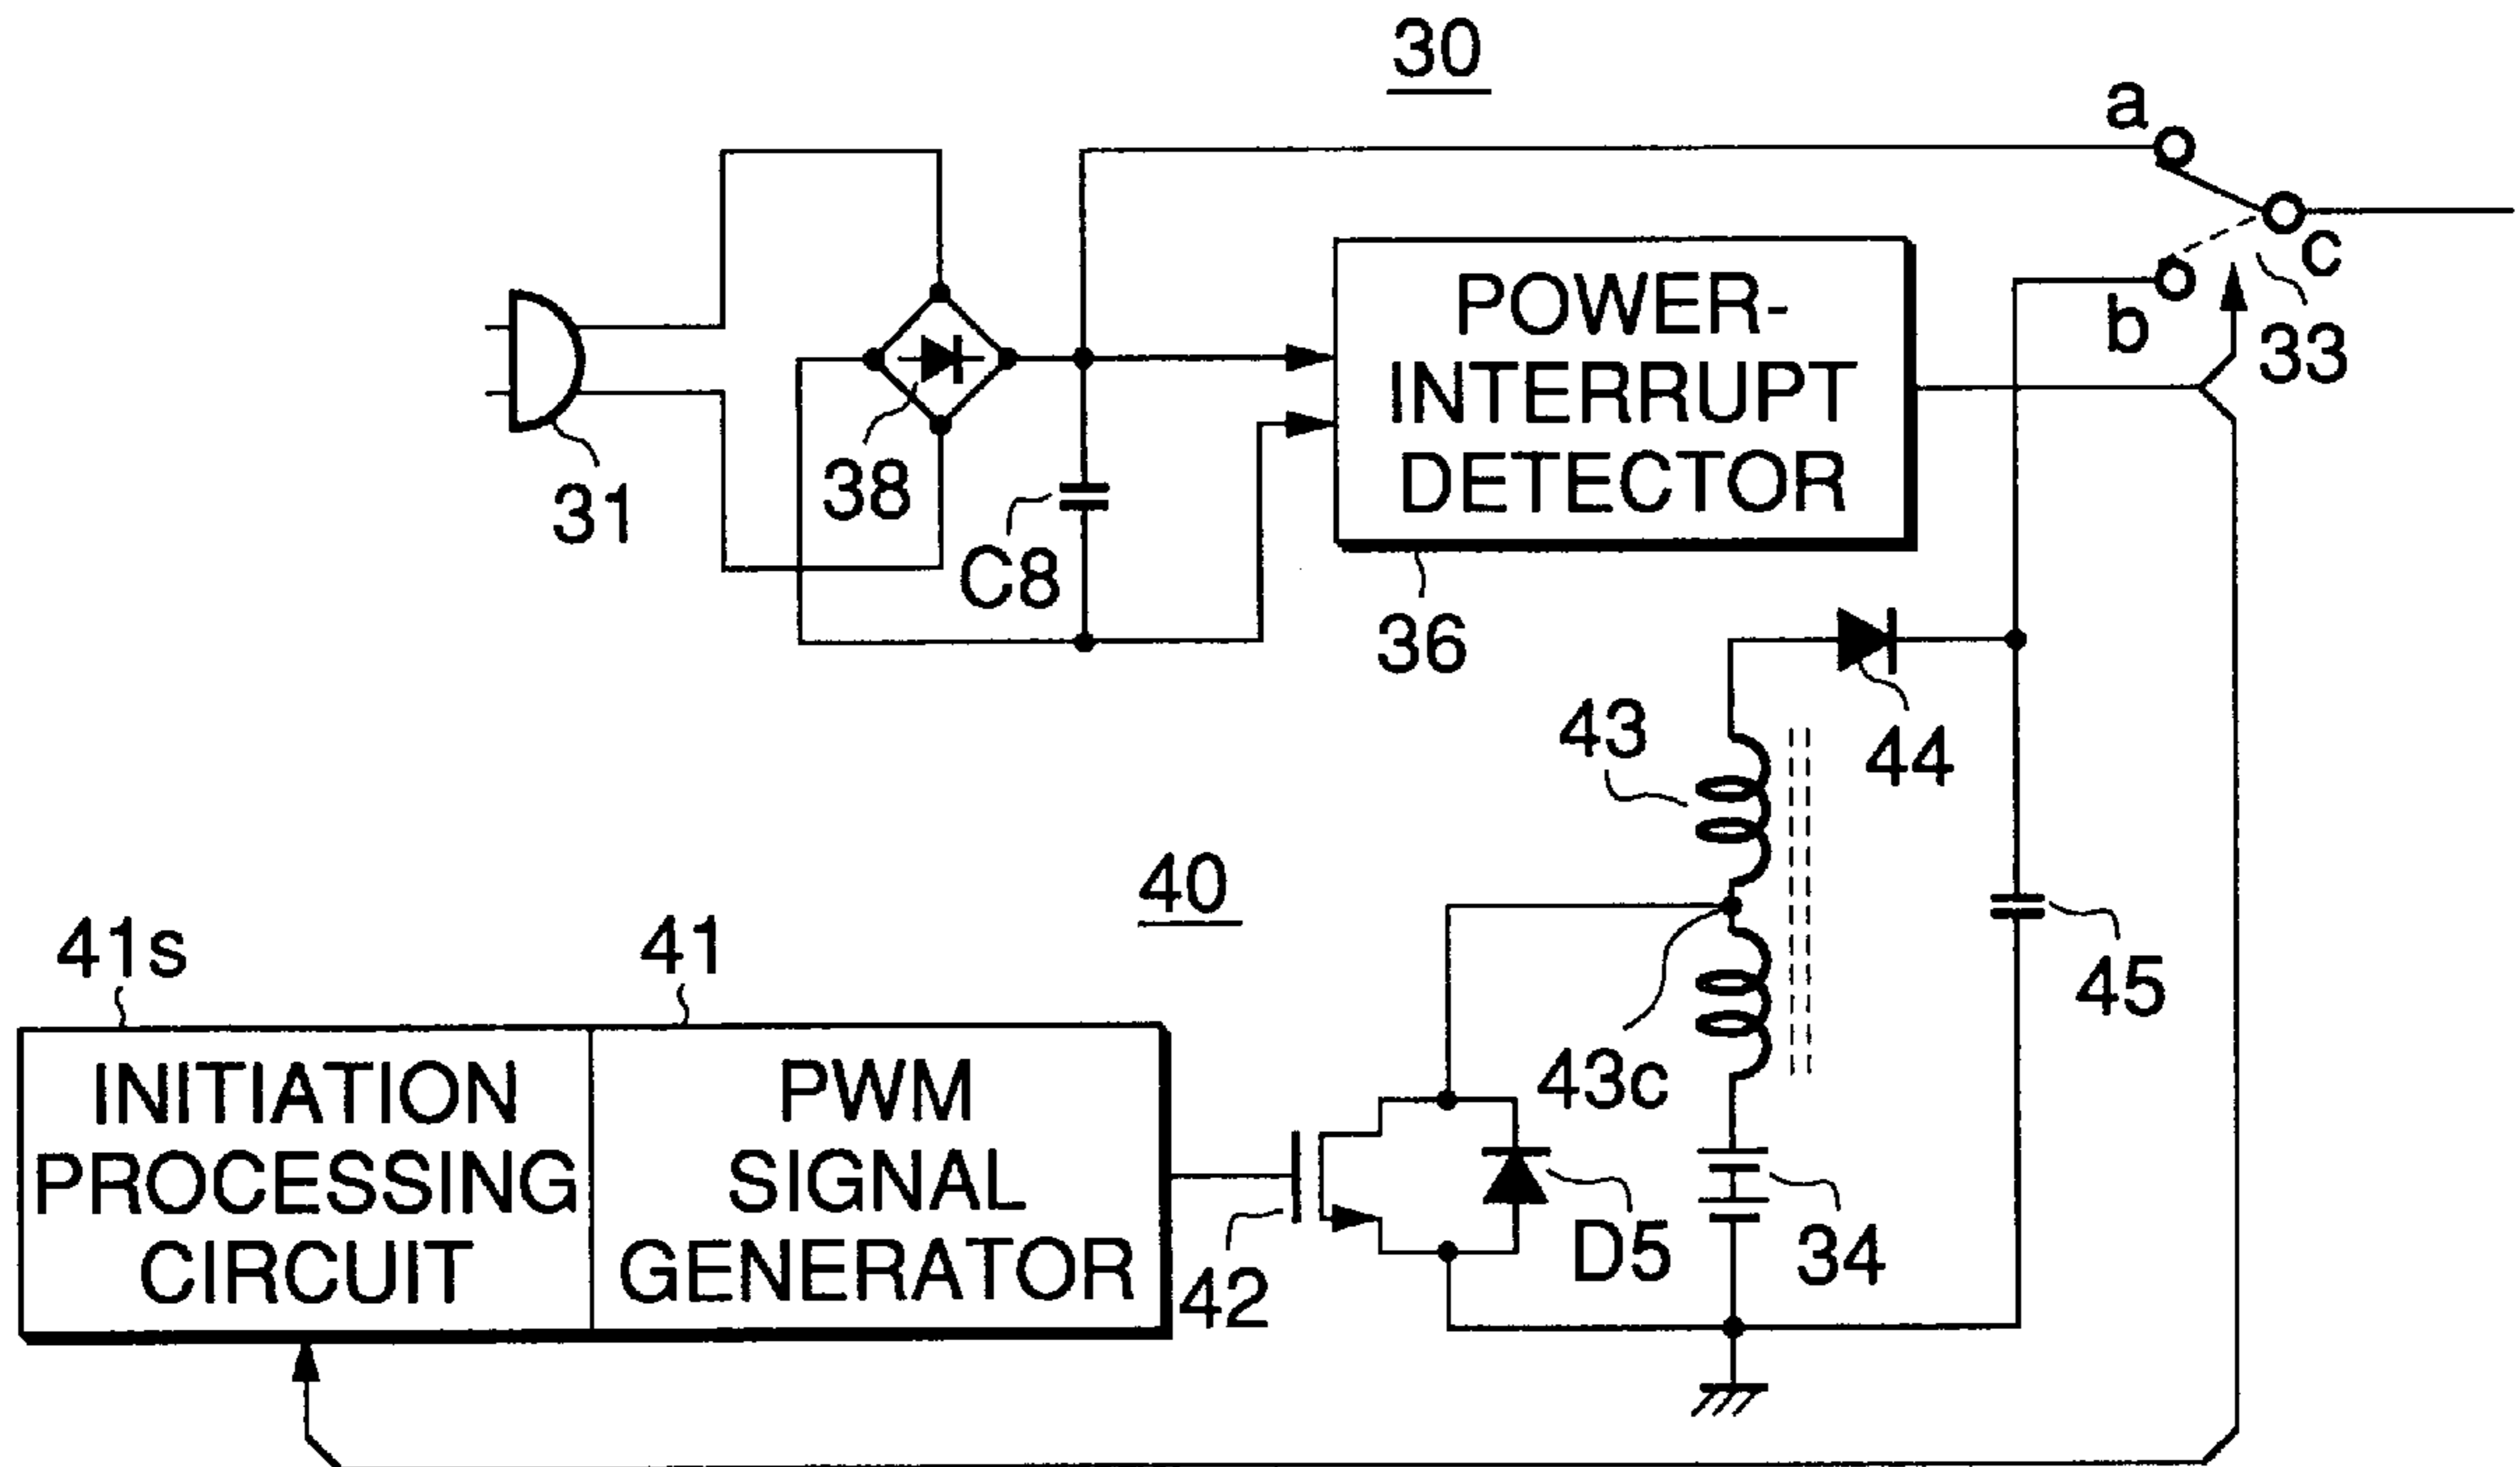 30
a
c
b
33
POWER-
INTERRUPT
DETECTOR
31
38
C8
36
43
44
40
41s
41
45
43c
INITIATION
PROCESSING
CIRCUIT
PWM
SIGNAL
GENERATOR
42
D5
34